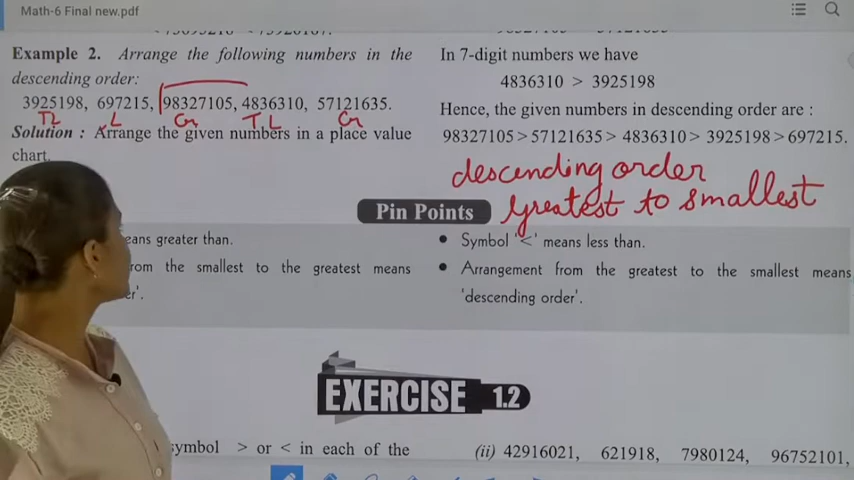 Math-6 Final new.pdf
Example 2. Arrange the following numbers in the
descending order:
3925198, 697215, 98327105, 4836310, 57121635.
TL L Cr T L Cr
Solution : Arrange the given numbers in a place value
chart.
In 7-digit numbers we have
4836310 > 3925198
Hence, the given numbers in descending order are :
98327105 > 57121635 > 4836310 > 3925198 > 697215.
descending order
Greatest to smallest
Pin Points
eans greater than.
rom the smallest to the greatest means
er'.
• Symbol '<' means less than.
• Arrangement from the greatest to the smallest means
'descending order'.
EXERCISE 1.2
symbol > or < in each of the
(ii) 42916021, 621918, 7980124, 96752101,